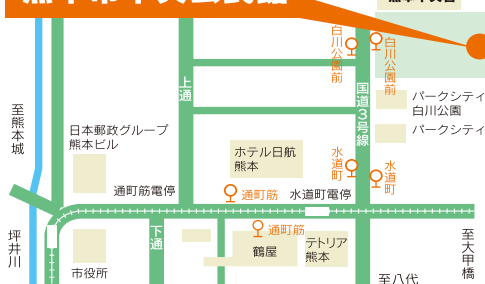 白川公園前
白川公園前
上通
国道3号線
パークシティ
白川公園
パークシティ
至熊本城
日本郵政グループ
熊本ビル
ホテル日航
熊本
水道町
水道町
通町筋電停
通町筋
水道町電停
坪井川
下通
通町筋
鶴屋
テトリア
熊本
至大甲橋
市役所
至八代